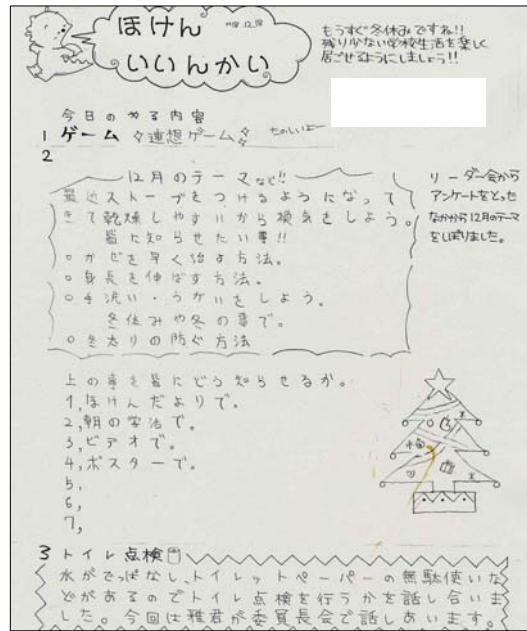 ほけん
H18.12.18
いいんかい
もうすぐ冬休みですね!!
残り少ない学校生活を楽しく
居ごせるようにしましょう!!
今日のやる内容
1 ゲーム ☆連想ゲーム☆ たのしいよー
2
12月のテーマなど!!
最近ストーブをつけるようになって
きて乾燥しやすいから換気をしよう。
皆に知らせたい事!!
○かぜを早く治す方法。
○身長を伸ばす方法。
○手洗い・うがいをしよう。
冬休みや冬の事で。
○冬太りの防ぐ方法
リーダー会から
アンケートをとった
なかから12月のテーマ
をしぼりました。
上の事を皆にどう知らせるか。
1,ほけんだよりで。
2,朝の学活で。
3,ビデオで。
4,ポスターで。
5,
6,
7,
3 トイレ点検
水がでっぱなし、トイレットペーパーの無駄使いな
どがあるのでトイレ点検を行うかを話し合いま
した。今回は雅君が委員長会で話しあいます。